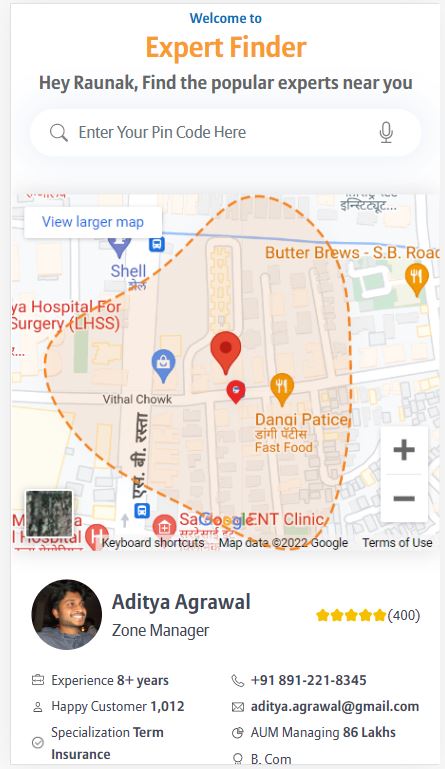 Welcome to
Expert Finder
Hey Raunak, Find the popular experts near you
Enter Your Pin Code Here
View larger map
इन्स्टिट्यूट...
Butter Brews - S.B. Road
Shell
शेल
ya Hospital For
Surgery (LHSS)
Vithal Chowk
एस. बी. रस्ता
Dangi Patice
डांगी पॅटीस
Fast Food
ENT Clinic
Google
Hospital
Keyboard shortcuts
Map data ©2022 Google
Terms of Use
+
−
Aditya Agrawal
Zone Manager
(400)
Experience 8+ years
+91 891-221-8345
Happy Customer 1,012
aditya.agrawal@gmail.com
Specialization Term
Insurance
AUM Managing 86 Lakhs
B. Com